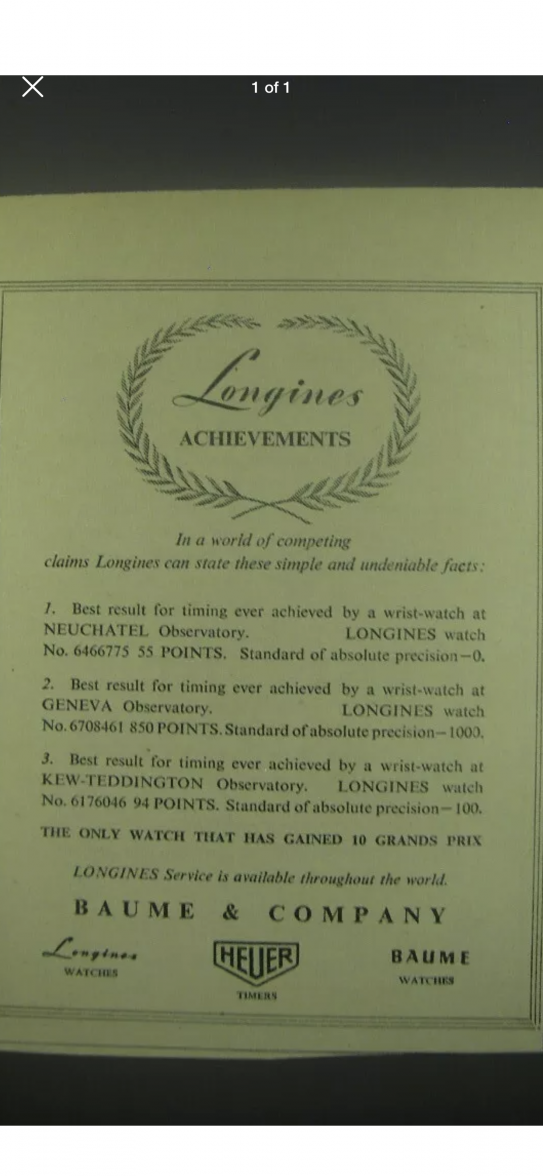 1 of 1
Longines
ACHIEVEMENTS
In a world of competing
claims Longines can state these simple and undeniable facts:
1. Best result for timing ever achieved by a wrist-watch at
NEUCHATEL Observatory. LONGINES watch
No. 6466775 55 POINTS. Standard of absolute precision—0.
2. Best result for timing ever achieved by a wrist-watch at
GENEVA Observatory. LONGINES watch
No. 6708461 850 POINTS. Standard of absolute precision—1000.
3. Best result for timing ever achieved by a wrist-watch at
KEW-TEDDINGTON Observatory. LONGINES watch
No. 6176046 94 POINTS. Standard of absolute precision—100.
THE ONLY WATCH THAT HAS GAINED 10 GRANDS PRIX
LONGINES Service is available throughout the world.
BAUME & COMPANY
Longines HEUER BAUME
WATCHES TIMERS WATCHES